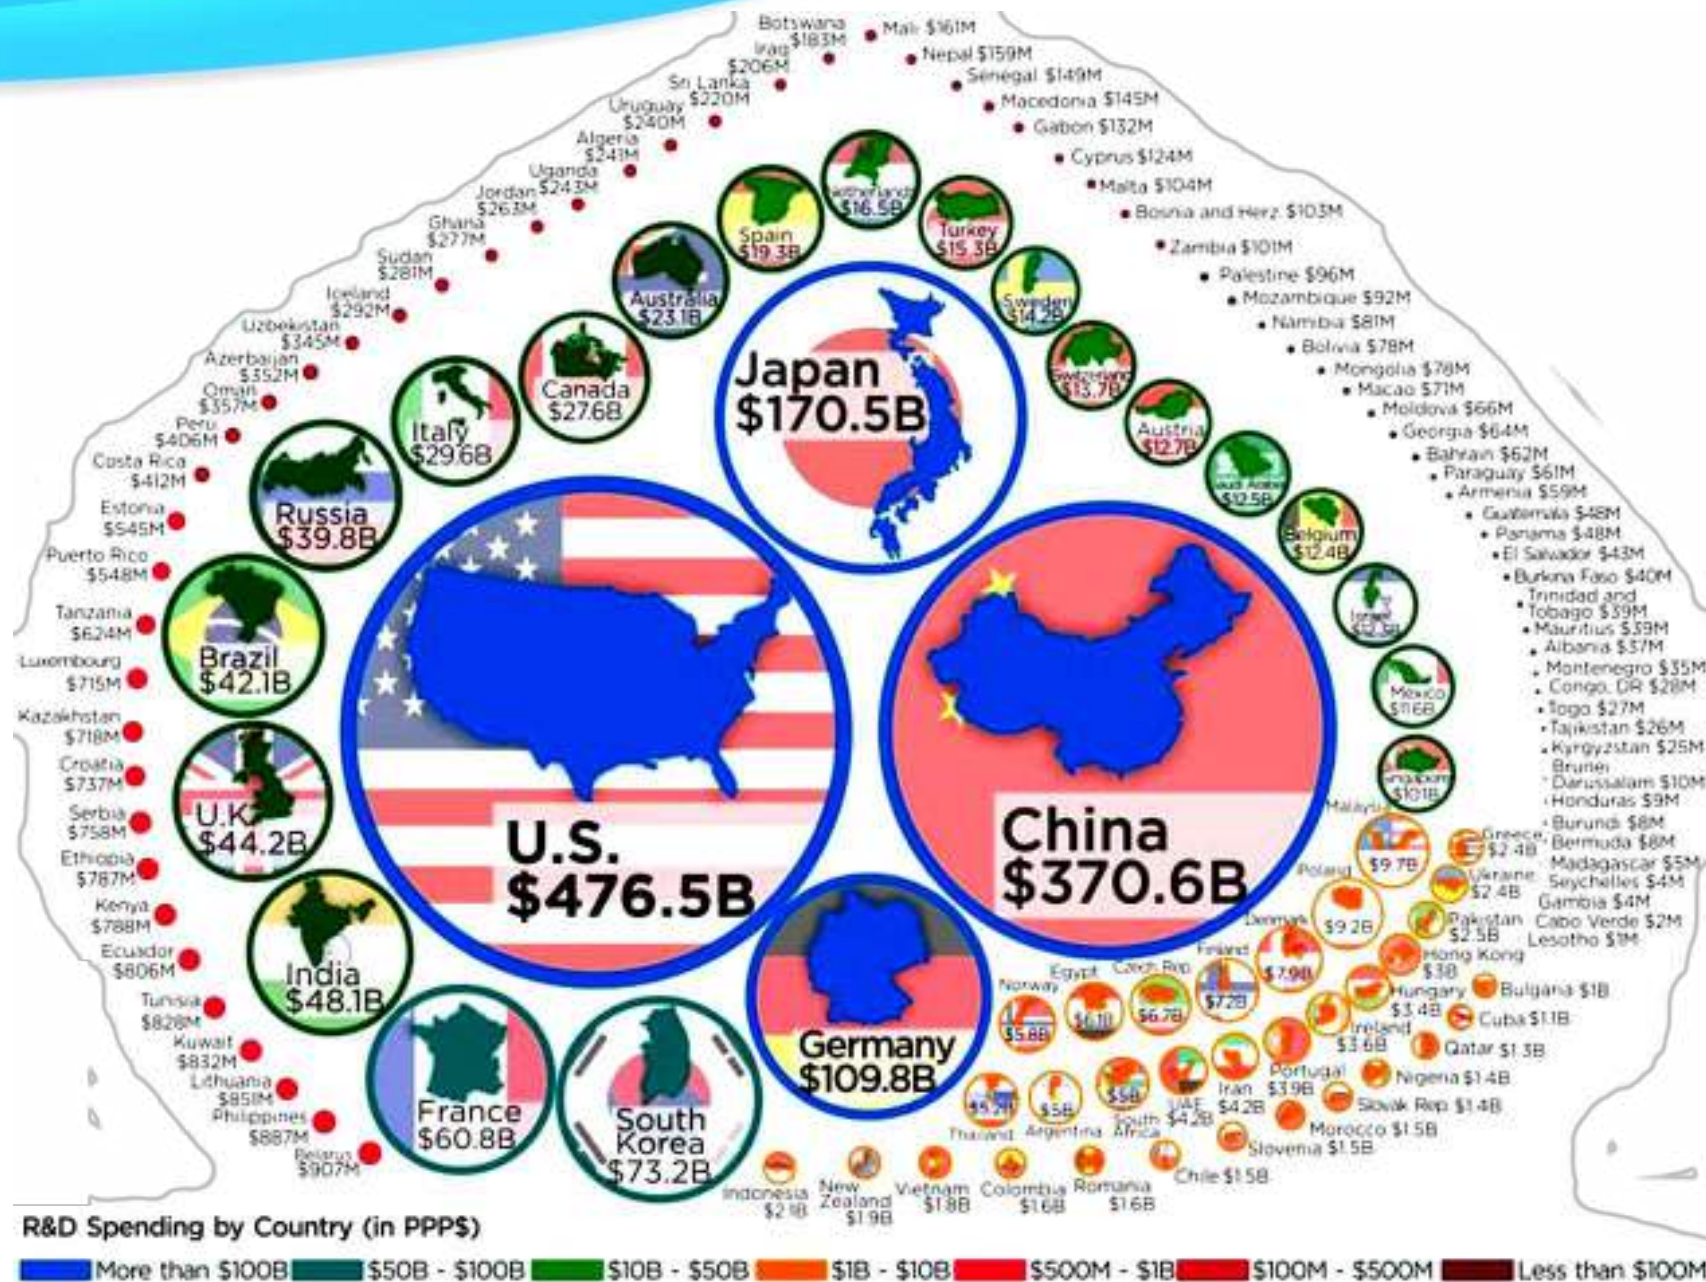 Botswana
$183M
Mali $161M
Iraq
$206M
Nepal $159M
Sri Lanka
$220M
Senegal $149M
Uruguay
$240M
Macedonia $145M
Algeria
$241M
Gabon $132M
Uganda
$243M
Cyprus $124M
Jordan
$263M
Malta $104M
Ghana
$277M
Bosnia and Herz. $103M
Sudan
$281M
Zambia $101M
Iceland
$292M
Palestine $96M
Uzbekistan
$345M
Mozambique $92M
Azerbaijan
$352M
Namibia $81M
Oman
$357M
Bolivia $78M
Peru
$406M
Mongolia $78M
Costa Rica
$412M
Macao $71M
Estonia
$545M
Moldova $66M
Puerto Rico
$548M
Georgia $64M
Tanzania
$624M
Bahrain $62M
Luxembourg
$715M
Paraguay $61M
Kazakhstan
$718M
Armenia $59M
Croatia
$737M
Guatemala $48M
Serbia
$758M
Panama $48M
Ethiopia
$787M
El Salvador $43M
Kenya
$788M
Burkina Faso $40M
Ecuador
$806M
Trinidad and
Tobago $39M
Tunisia
$828M
Mauritius $39M
Kuwait
$832M
Albania $37M
Lithuania
$851M
Montenegro $35M
Philippines
$887M
Congo, DR $28M
Belarus
$907M
Togo $27M
Tajikistan $26M
Kyrgyzstan $25M
Brunei
Darussalam $10M
Honduras $9M
Burundi $8M
Bermuda $8M
Madagascar $5M
Seychelles $4M
Gambia $4M
Cabo Verde $2M
Lesotho $1M
Netherlands
$16.5B
Spain
$19.3B
Turkey
$15.3B
Australia
$23.1B
Sweden
$14.2B
Canada
$27.6B
Switzerland
$13.7B
Italy
$29.6B
Austria
$12.7B
Russia
$39.8B
Saudi Arabia
$12.5B
Brazil
$42.1B
Belgium
$12.4B
U.K.
$44.2B
Israel
India
$48.1B
Mexico
$11.6B
France
$60.8B
Singapore
$10.1B
South
Korea
$73.2B
Japan
$170.5B
U.S.
$476.5B
China
$370.6B
Germany
$109.8B
Malaysia
$9.7B
Greece
$2.4B
Poland
$9.2B
Ukraine
$2.4B
Denmark
$7.9B
Pakistan
$2.5B
Finland
$7.2B
Hong Kong
$3B
Czech Rep.
$6.7B
Hungary
$3.4B
Bulgaria $1B
Egypt
$6.1B
Ireland
$3.6B
Cuba $1.1B
Norway
$5.8B
Portugal
$3.9B
Qatar $1.3B
Thailand
$5.2B
Argentina
$5B
South
Africa
$5B
UAE
$4.2B
Iran
$4.2B
Nigeria $1.4B
Slovak Rep. $1.4B
Morocco $1.5B
Slovenia $1.5B
Chile $1.5B
Romania
$1.6B
Colombia
$1.6B
Vietnam
$1.8B
New
Zealand
$1.9B
Indonesia
$2.1B
R&D Spending by Country (in PPP$)
More than $100B
$50B - $100B
$10B - $50B
$1B - $10B
$500M - $1B
$100M - $500M
Less than $100M